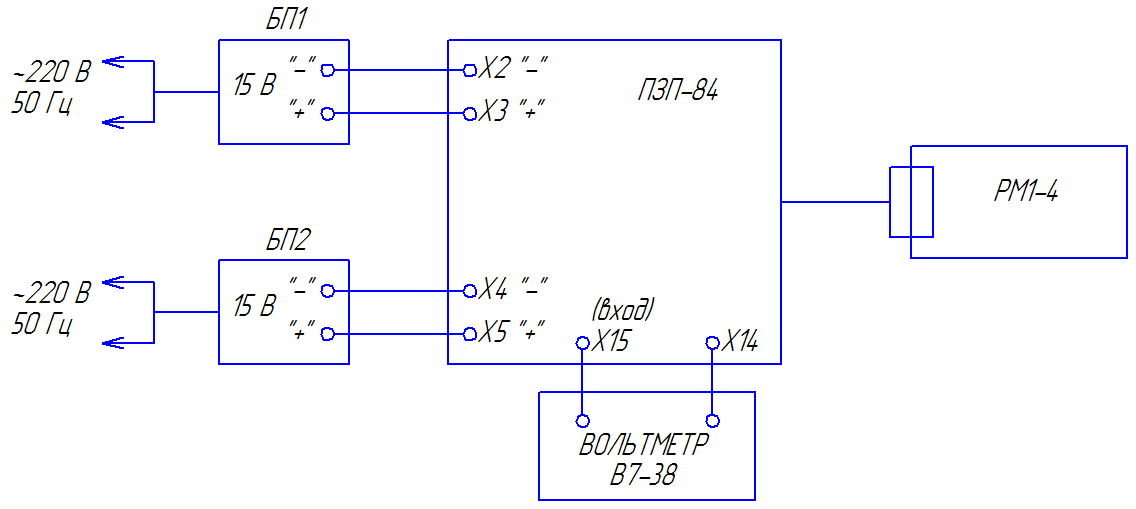 БП1
~220 В
50 Гц
15 В
"–"
"+"
X2 "–"
X3 "+"
ПЗП–84
РМ1–4
БП2
~220 В
50 Гц
15 В
"–"
"+"
X4 "–"
X5 "+"
(вход)
X15
X14
ВОЛЬТМЕТР
В7–38